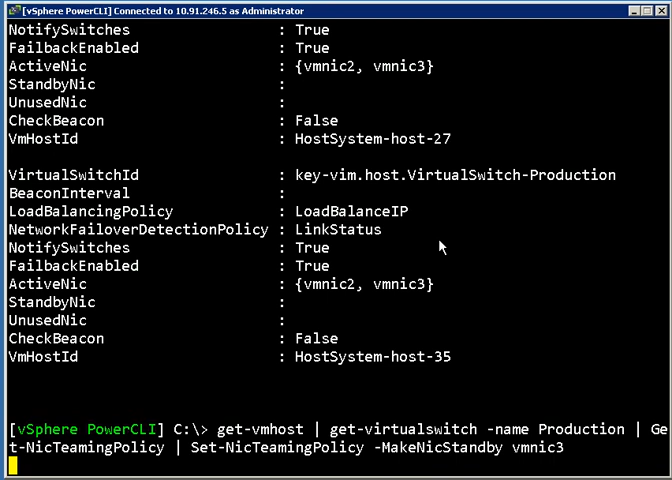 [vSphere PowerCLI] Connected to 10.91.246.5 as Administrator
NotifySwitches : True
FailbackEnabled : True
ActiveNic : {vmnic2, vmnic3}
StandbyNic :
UnusedNic :
CheckBeacon : False
VmHostId : HostSystem-host-27
VirtualSwitchId : key-vim.host.VirtualSwitch-Production
BeaconInterval :
LoadBalancingPolicy : LoadBalanceIP
NetworkFailoverDetectionPolicy : LinkStatus
NotifySwitches : True
FailbackEnabled : True
ActiveNic : {vmnic2, vmnic3}
StandbyNic :
UnusedNic :
CheckBeacon : False
VmHostId : HostSystem-host-35
[vSphere PowerCLI] C:\> get-vmhost | get-virtualswitch -name Production | Ge
t-NicTeamingPolicy | Set-NicTeamingPolicy -MakeNicStandby vmnic3